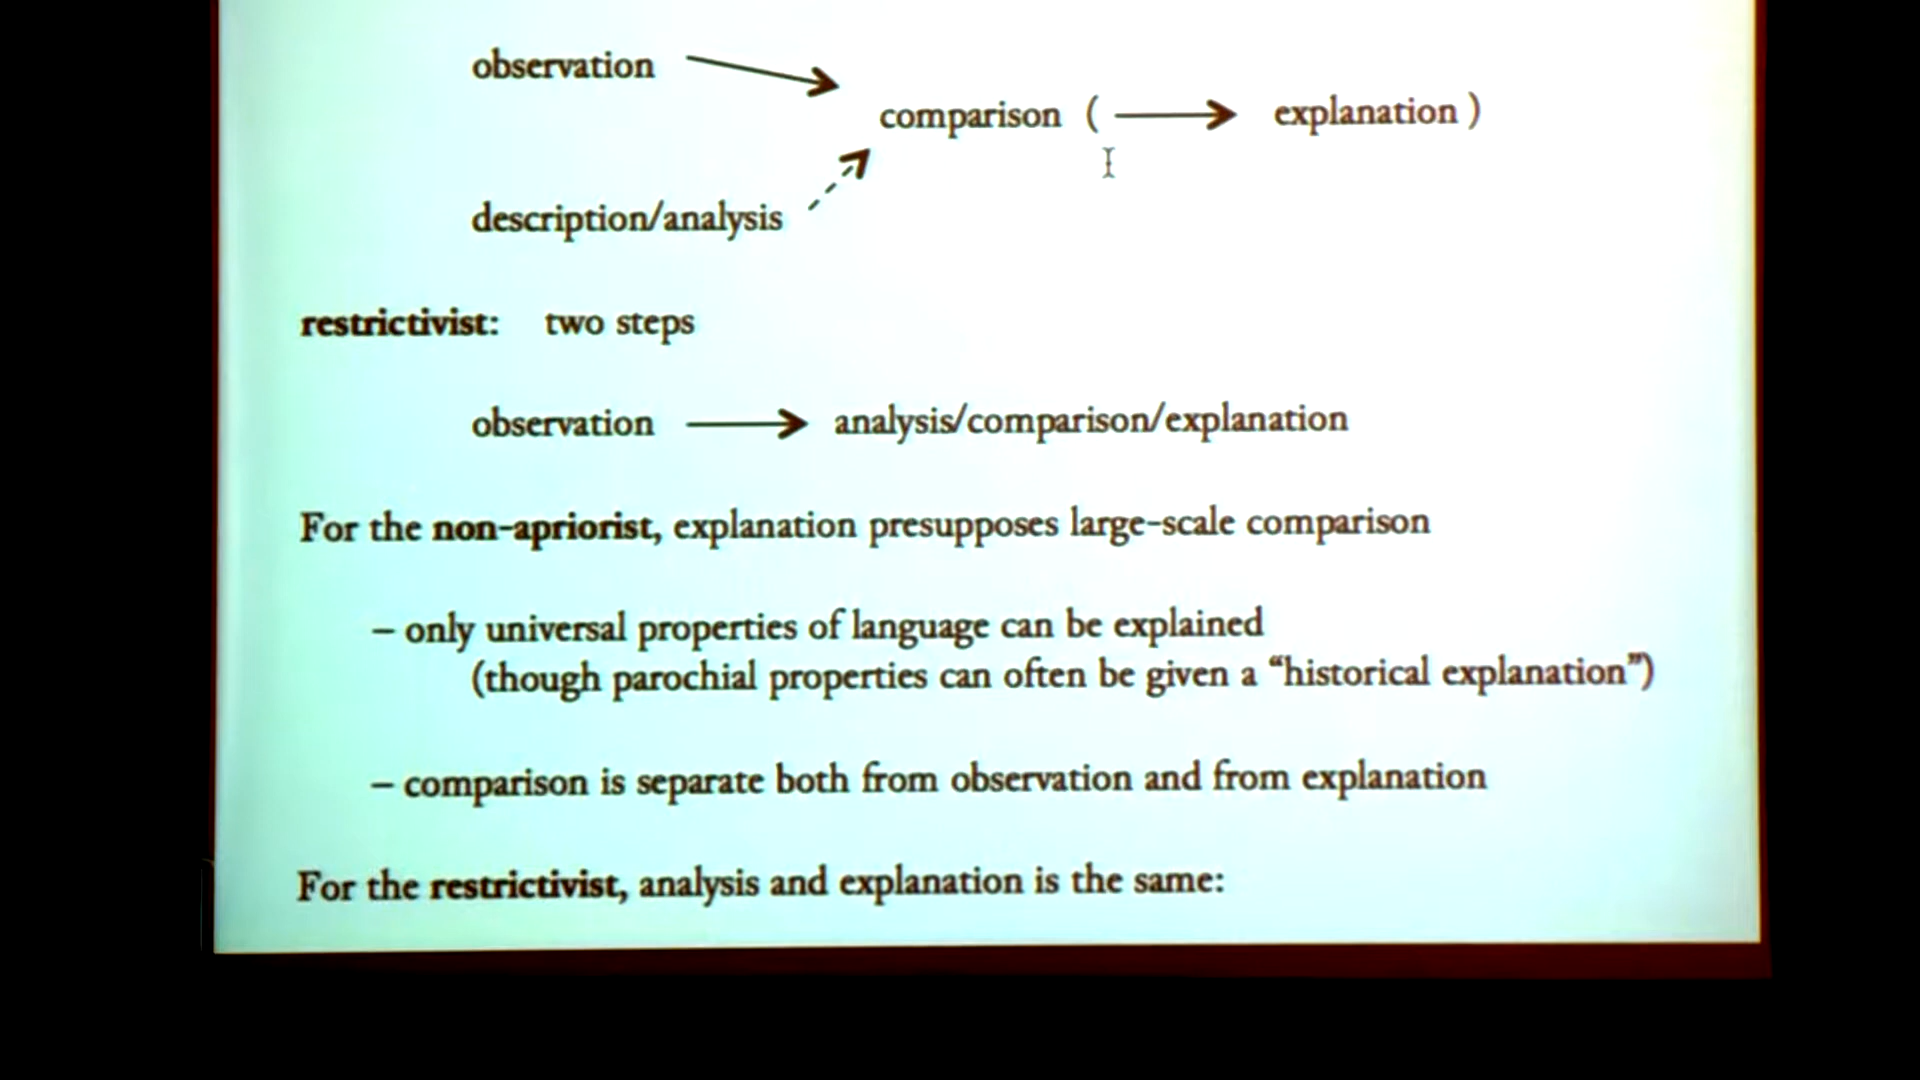 observation
comparison ( → explanation )
description/analysis
restrictivist: two steps
observation → analysis/comparison/explanation
For the non-apriorist, explanation presupposes large-scale comparison
– only universal properties of language can be explained
(though parochial properties can often be given a “historical explanation”)
– comparison is separate both from observation and from explanation
For the restrictivist, analysis and explanation is the same: